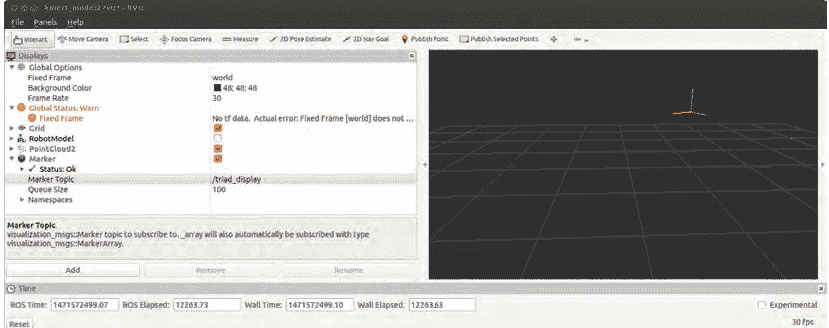 File Panels Help
Interact Move Camera Select Focus Camera Measure 2D Pose Estimate 2D Nav Goal Publish Point Publish Selected Points
Displays
Global Options
Fixed Frame world
Background Color 48; 48; 48
Frame Rate 30
Global Status: Warn
Fixed Frame No tf data. Actual error: Fixed Frame [world] does not ...
Grid
RobotModel
PointCloud2
Marker
Status: Ok
Marker Topic /triad_display
Queue Size 100
Namespaces
Marker Topic
visualization_msgs::Marker topic to subscribe to. _array will also automatically be subscribed with type
visualization_msgs::MarkerArray.
Add Remove Rename
Time
ROS Time: 1471572499.07 ROS Elapsed: 12263.73 Wall Time: 1471572499.10 Wall Elapsed: 12263.63 Experimental
Reset 30 fps